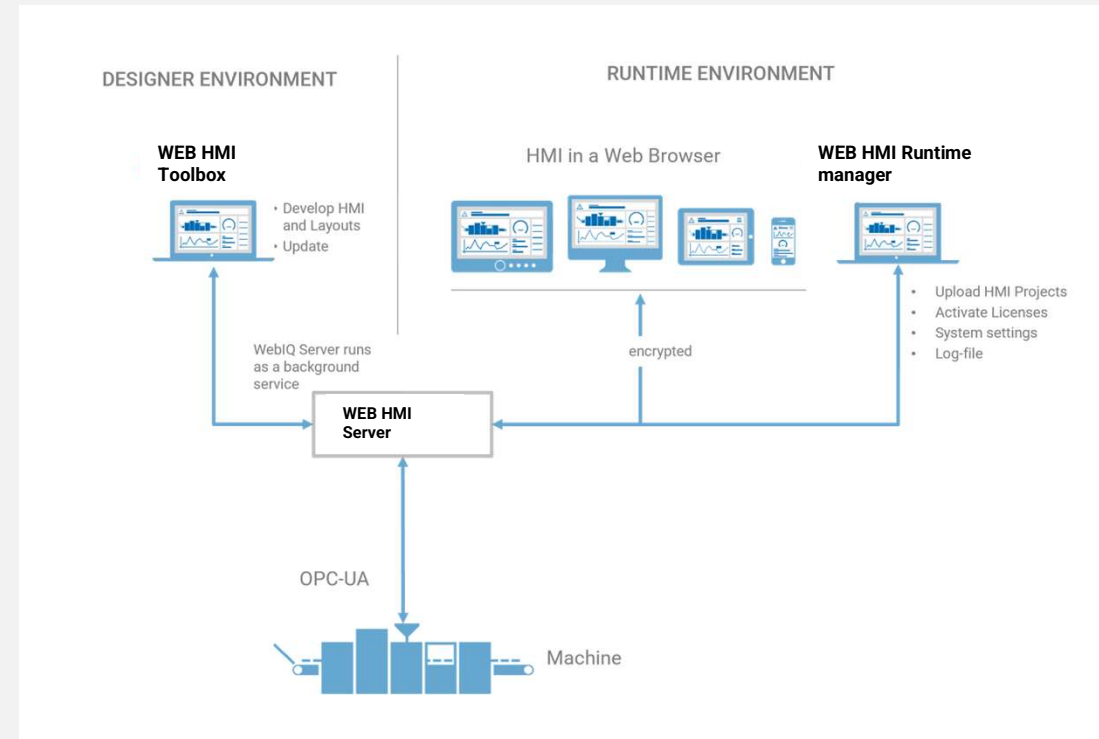 DESIGNER ENVIRONMENT
RUNTIME ENVIRONMENT
WEB HMI
Toolbox
• Develop HMI
and Layouts
• Update
HMI in a Web Browser
WEB HMI Runtime
manager
• Upload HMI Projects
• Activate Licenses
• System settings
• Log-file
encrypted
WebIQ Server runs
as a background
service
WEB HMI
Server
OPC-UA
Machine